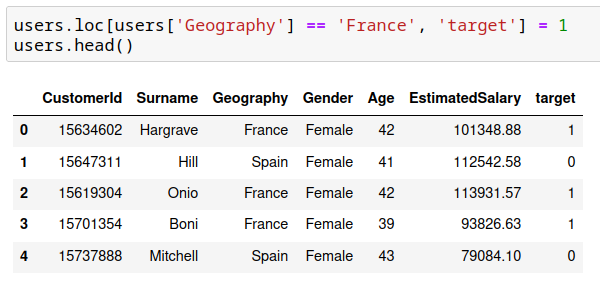 users.loc[users['Geography'] == 'France', 'target'] = 1
users.head()
CustomerId Surname Geography Gender Age EstimatedSalary target
0 15634602 Hargrave France Female 42 101348.88 1
1 15647311 Hill Spain Female 41 112542.58 0
2 15619304 Onio France Female 42 113931.57 1
3 15701354 Boni France Female 39 93826.63 1
4 15737888 Mitchell Spain Female 43 79084.10 0